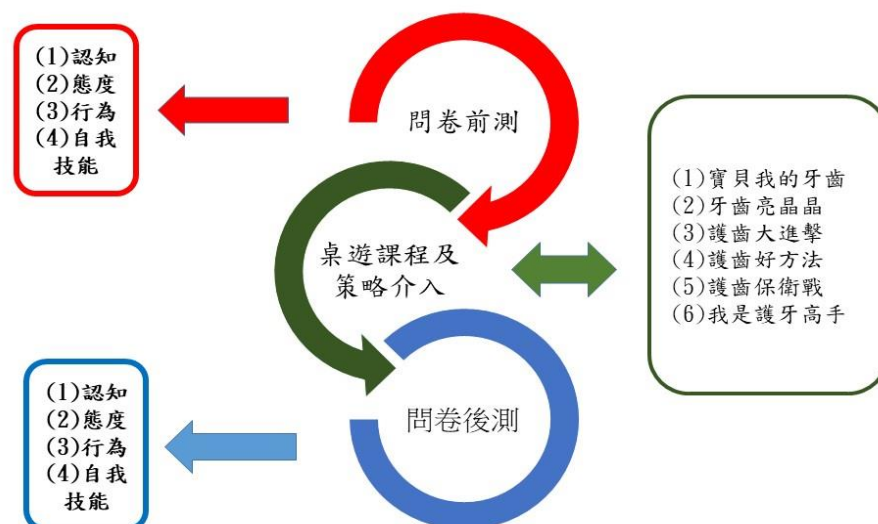 (1)認知
(2)態度
(3)行為
(4)自我
技能
問卷前測
桌遊課程及
策略介入
(1)寶貝我的牙齒
(2)牙齒亮晶晶
(3)護齒大進擊
(4)護齒好方法
(5)護齒保衛戰
(6)我是護牙高手
(1)認知
(2)態度
(3)行為
(4)自我
技能
問卷後測